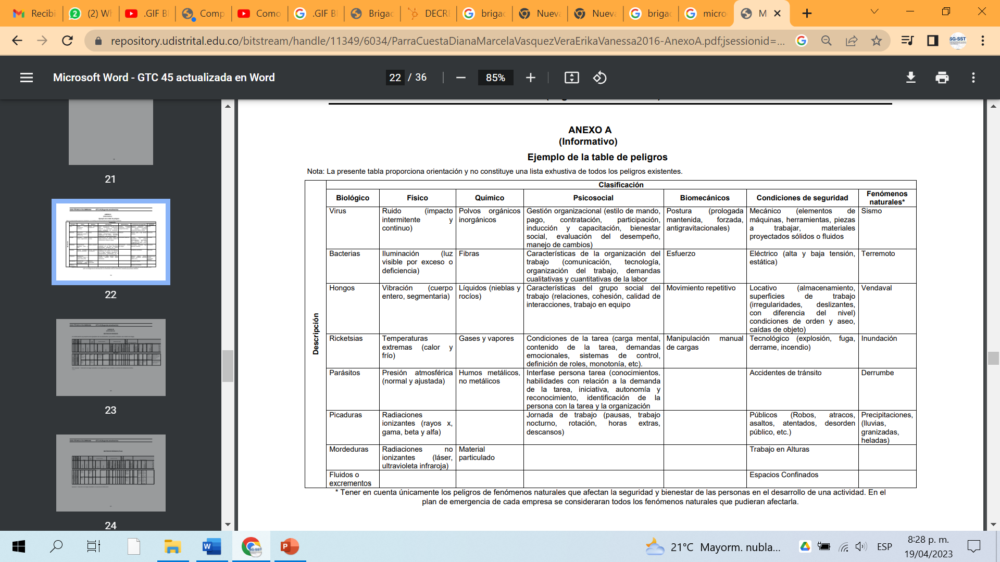 Recibi
(2) Wh
.GIF B
Comp
Como
.GIF B
Brigad
DECRE
brigad
Nueva
Nueva
brigad
micro
M
repository.udistrital.edu.co/bitstream/handle/11349/6034/ParraCuestaDianaMarcelaVasquezVeraErikaVanessa2016-AnexoA.pdf;jsessionid=...
SG-SST
Microsoft Word - GTC 45 actualizada en Word
22 / 36
85%
21
22
23
24
ANEXO A
(Informativo)
Ejemplo de la table de peligros
Nota: La presente tabla proporciona orientación y no constituye una lista exhustiva de todos los peligros existentes.
Descripción
Clasificación
Biológico
Físico
Químico
Psicosocial
Biomecánicos
Condiciones de seguridad
Fenómenos
naturales*
Virus
Ruido (impacto
intermitente y
continuo)
Polvos orgánicos
inorgánicos
Gestión organizacional (estilo de mando,
pago, contratación, participación,
inducción y capacitación, bienestar
social, evaluación del desempeño,
manejo de cambios)
Postura (prologada
mantenida, forzada,
antigravitacionales)
Mecánico (elementos de
máquinas, herramientas, piezas
a trabajar, materiales
proyectados sólidos o fluidos
Sismo
Bacterias
Iluminación (luz
visible por exceso o
deficiencia)
Fibras
Características de la organización del
trabajo (comunicación, tecnología,
organización del trabajo, demandas
cualitativas y cuantitativas de la labor
Esfuerzo
Eléctrico (alta y baja tensión,
estática)
Terremoto
Hongos
Vibración (cuerpo
entero, segmentaria)
Líquidos (nieblas y
rocíos)
Características del grupo social del
trabajo (relaciones, cohesión, calidad de
interacciones, trabajo en equipo
Movimiento repetitivo
Locativo (almacenamiento,
superficies de trabajo
(irregularidades, deslizantes,
con diferencia del nivel)
condiciones de orden y aseo,
caídas de objeto)
Vendaval
Ricketsias
Temperaturas
extremas (calor y
frío)
Gases y vapores
Condiciones de la tarea (carga mental,
contenido de la tarea, demandas
emocionales, sistemas de control,
definición de roles, monotonía, etc).
Manipulación manual
de cargas
Tecnológico (explosión, fuga,
derrame, incendio)
Inundación
Parásitos
Presión atmosférica
(normal y ajustada)
Humos metálicos,
no metálicos
Interfase persona tarea (conocimientos,
habilidades con relación a la demanda
de la tarea, iniciativa, autonomía y
reconocimiento, identificación de la
persona con la tarea y la organización
Accidentes de tránsito
Derrumbe
Picaduras
Radiaciones
ionizantes (rayos x,
gama, beta y alfa)
Jornada de trabajo (pausas, trabajo
nocturno, rotación, horas extras,
descansos)
Públicos (Robos, atracos,
asaltos, atentados, desorden
público, etc.)
Precipitaciones,
(lluvias,
granizadas,
heladas)
Mordeduras
Radiaciones no
ionizantes (láser,
ultravioleta infraroja)
Material
particulado
Trabajo en Alturas
Fluidos o
excrementos
Espacios Confinados
* Tener en cuenta únicamente los peligros de fenómenos naturales que afectan la seguridad y bienestar de las personas en el desarrollo de una actividad. En el
plan de emergencia de cada empresa se consideraran todos los fenómenos naturales que pudieran afectarla.
21°C Mayorm. nubla...
ESP
8:28 p. m.
19/04/2023